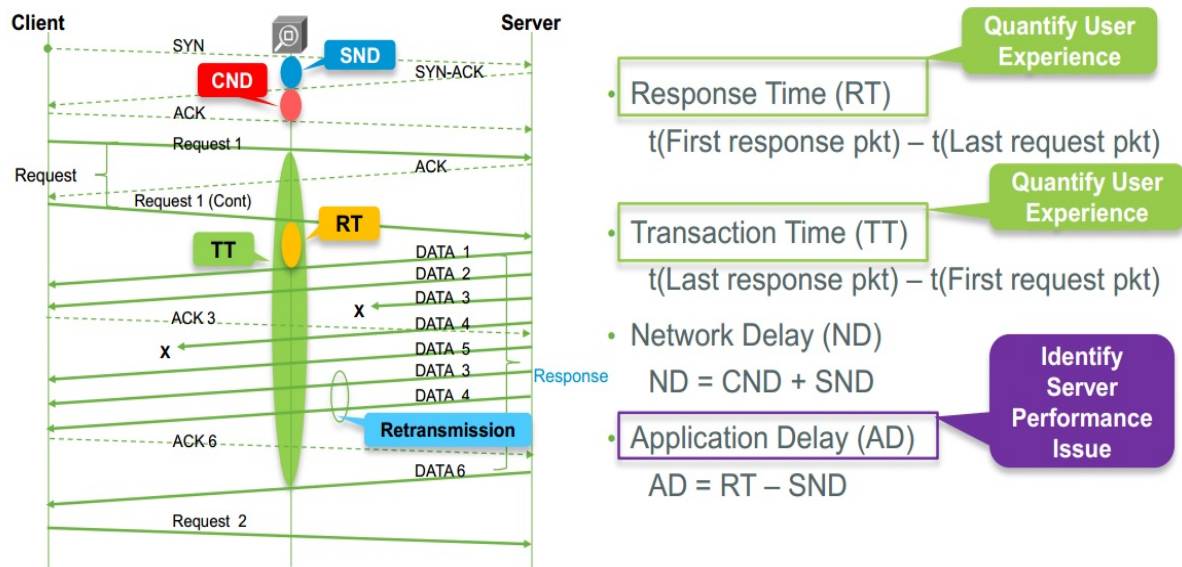 Client
Server
SYN
SND
SYN-ACK
CND
ACK
Request 1
ACK
Request
Request 1 (Cont)
RT
TT
DATA 1
DATA 2
DATA 3
X
ACK 3
DATA 4
X
DATA 5
DATA 3
Response
DATA 4
Retransmission
ACK 6
DATA 6
Request 2
Quantify User
Experience
• Response Time (RT)
t(First response pkt) – t(Last request pkt)
Quantify User
Experience
• Transaction Time (TT)
t(Last response pkt) – t(First request pkt)
• Network Delay (ND)
ND = CND + SND
Identify
Server
Performance
Issue
• Application Delay (AD)
AD = RT – SND